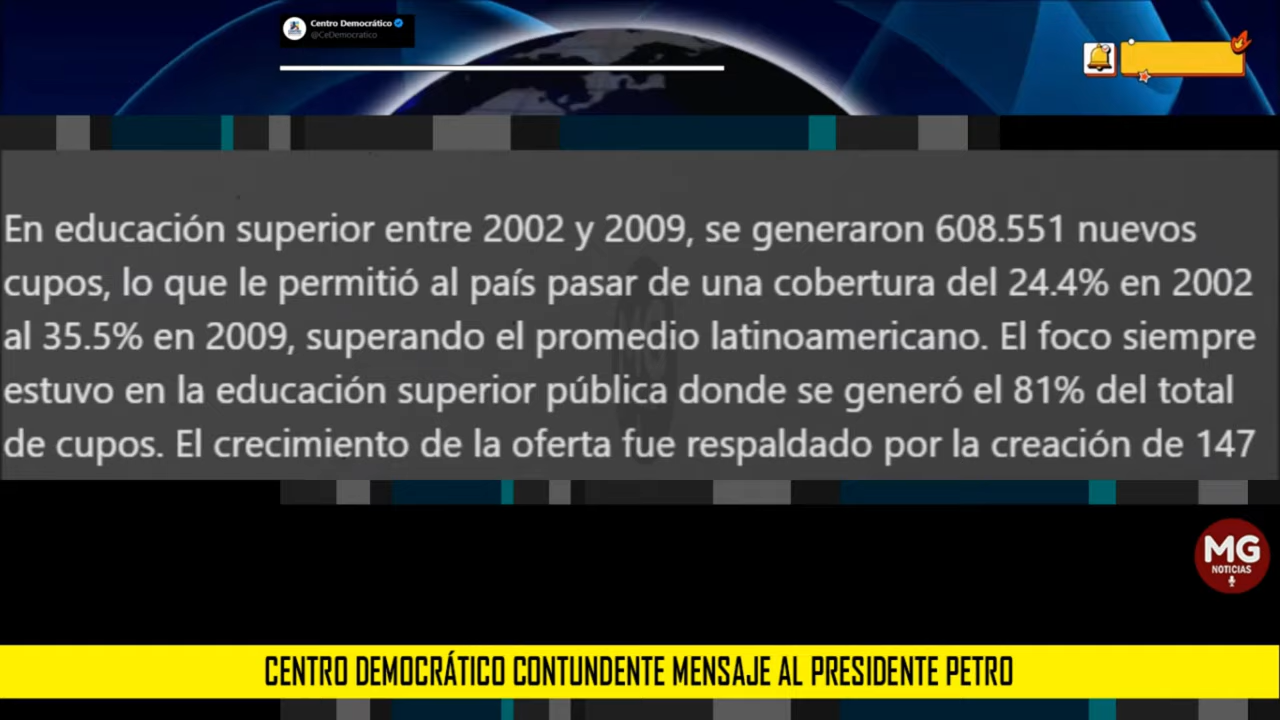 Centro Democrático
@CeDemocratico
En educación superior entre 2002 y 2009, se generaron 608.551 nuevos
cupos, lo que le permitió al país pasar de una cobertura del 24.4% en 2002
al 35.5% en 2009, superando el promedio latinoamericano. El foco siempre
estuvo en la educación superior pública donde se generó el 81% del total
de cupos. El crecimiento de la oferta fue respaldado por la creación de 147
MG
NOTICIAS
CENTRO DEMOCRÁTICO CONTUNDENTE MENSAJE AL PRESIDENTE PETRO